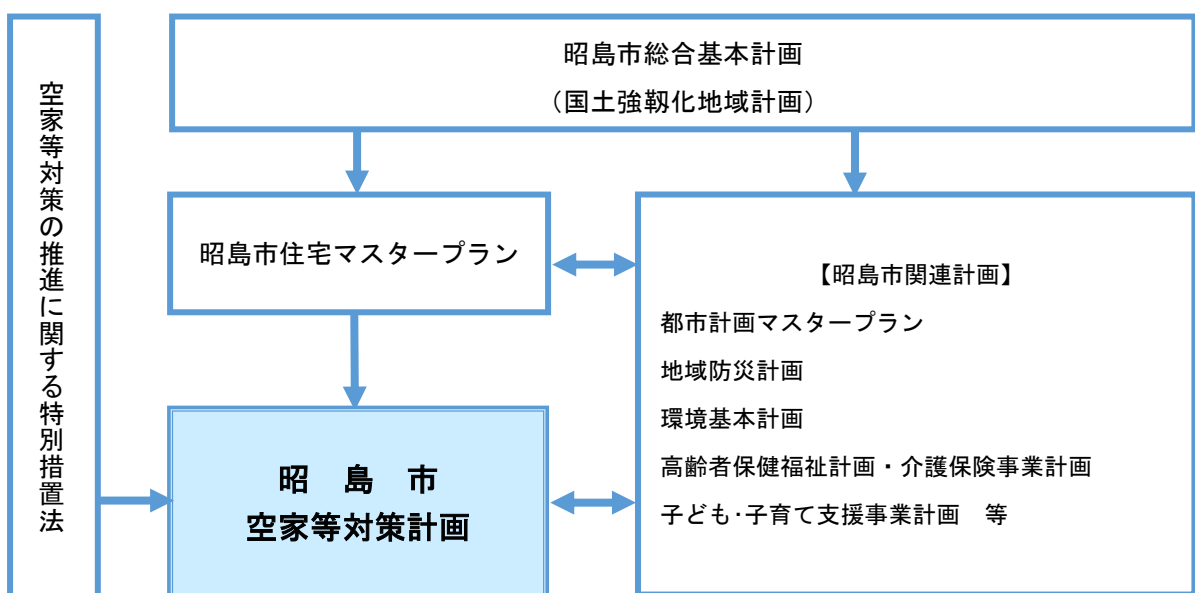 空家等対策の推進に関する特別措置法
昭島市総合基本計画
（国土強靱化地域計画）
昭島市住宅マスタープラン
【昭島市関連計画】
都市計画マスタープラン
地域防災計画
環境基本計画
高齢者保健福祉計画・介護保険事業計画
子ども・子育て支援事業計画　等
昭　島　市
空家等対策計画